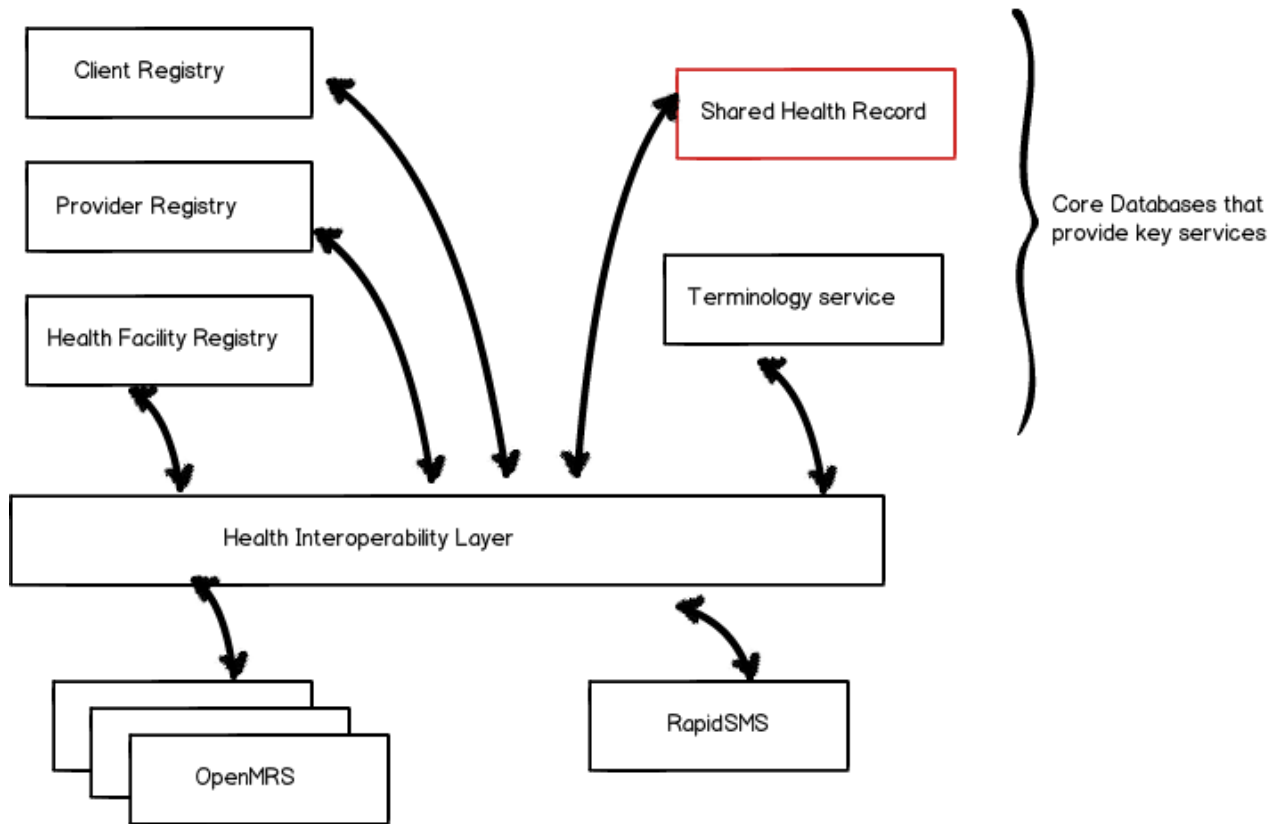 Client Registry
Shared Health Record
Provider Registry
Core Databases that
provide key services
Terminology service
Health Facility Registry
Health Interoperability Layer
OpenMRS
RapidSMS